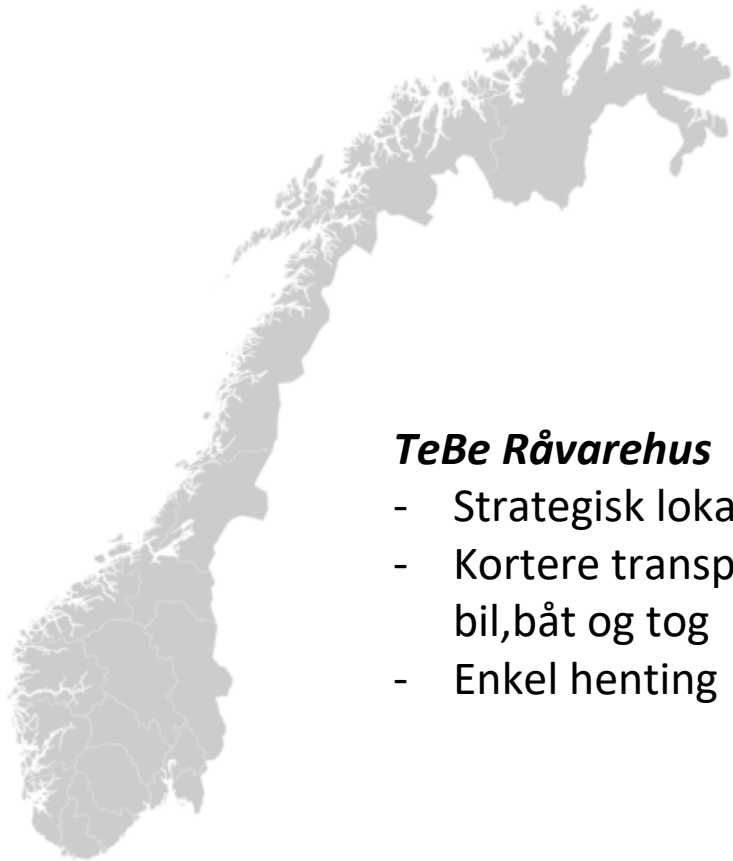 TeBe Råvarehus
- Strategisk loka
- Kortere transp
bil,båt og tog
- Enkel henting